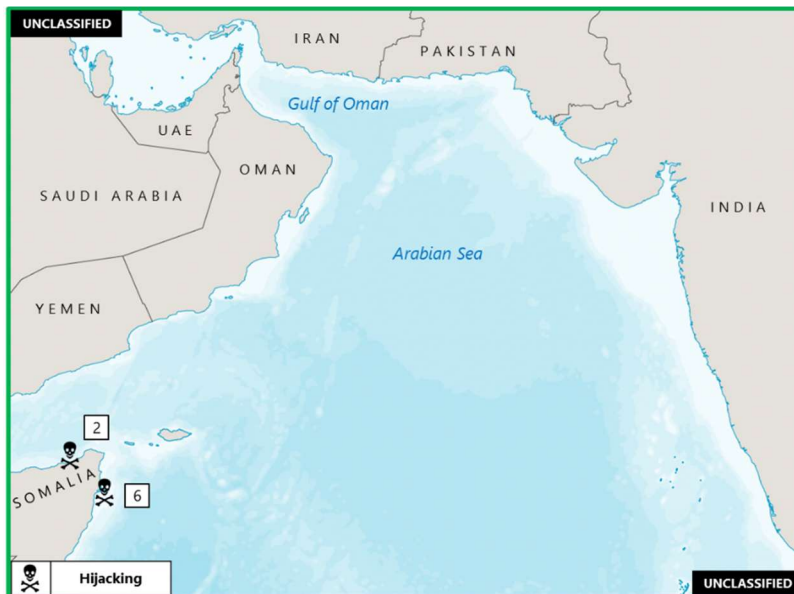 UNCLASSIFIED
IRAN
PAKISTAN
Gulf of Oman
UAE
OMAN
SAUDI ARABIA
INDIA
Arabian Sea
YEMEN
2
SOMALIA
6
Hijacking
UNCLASSIFIED